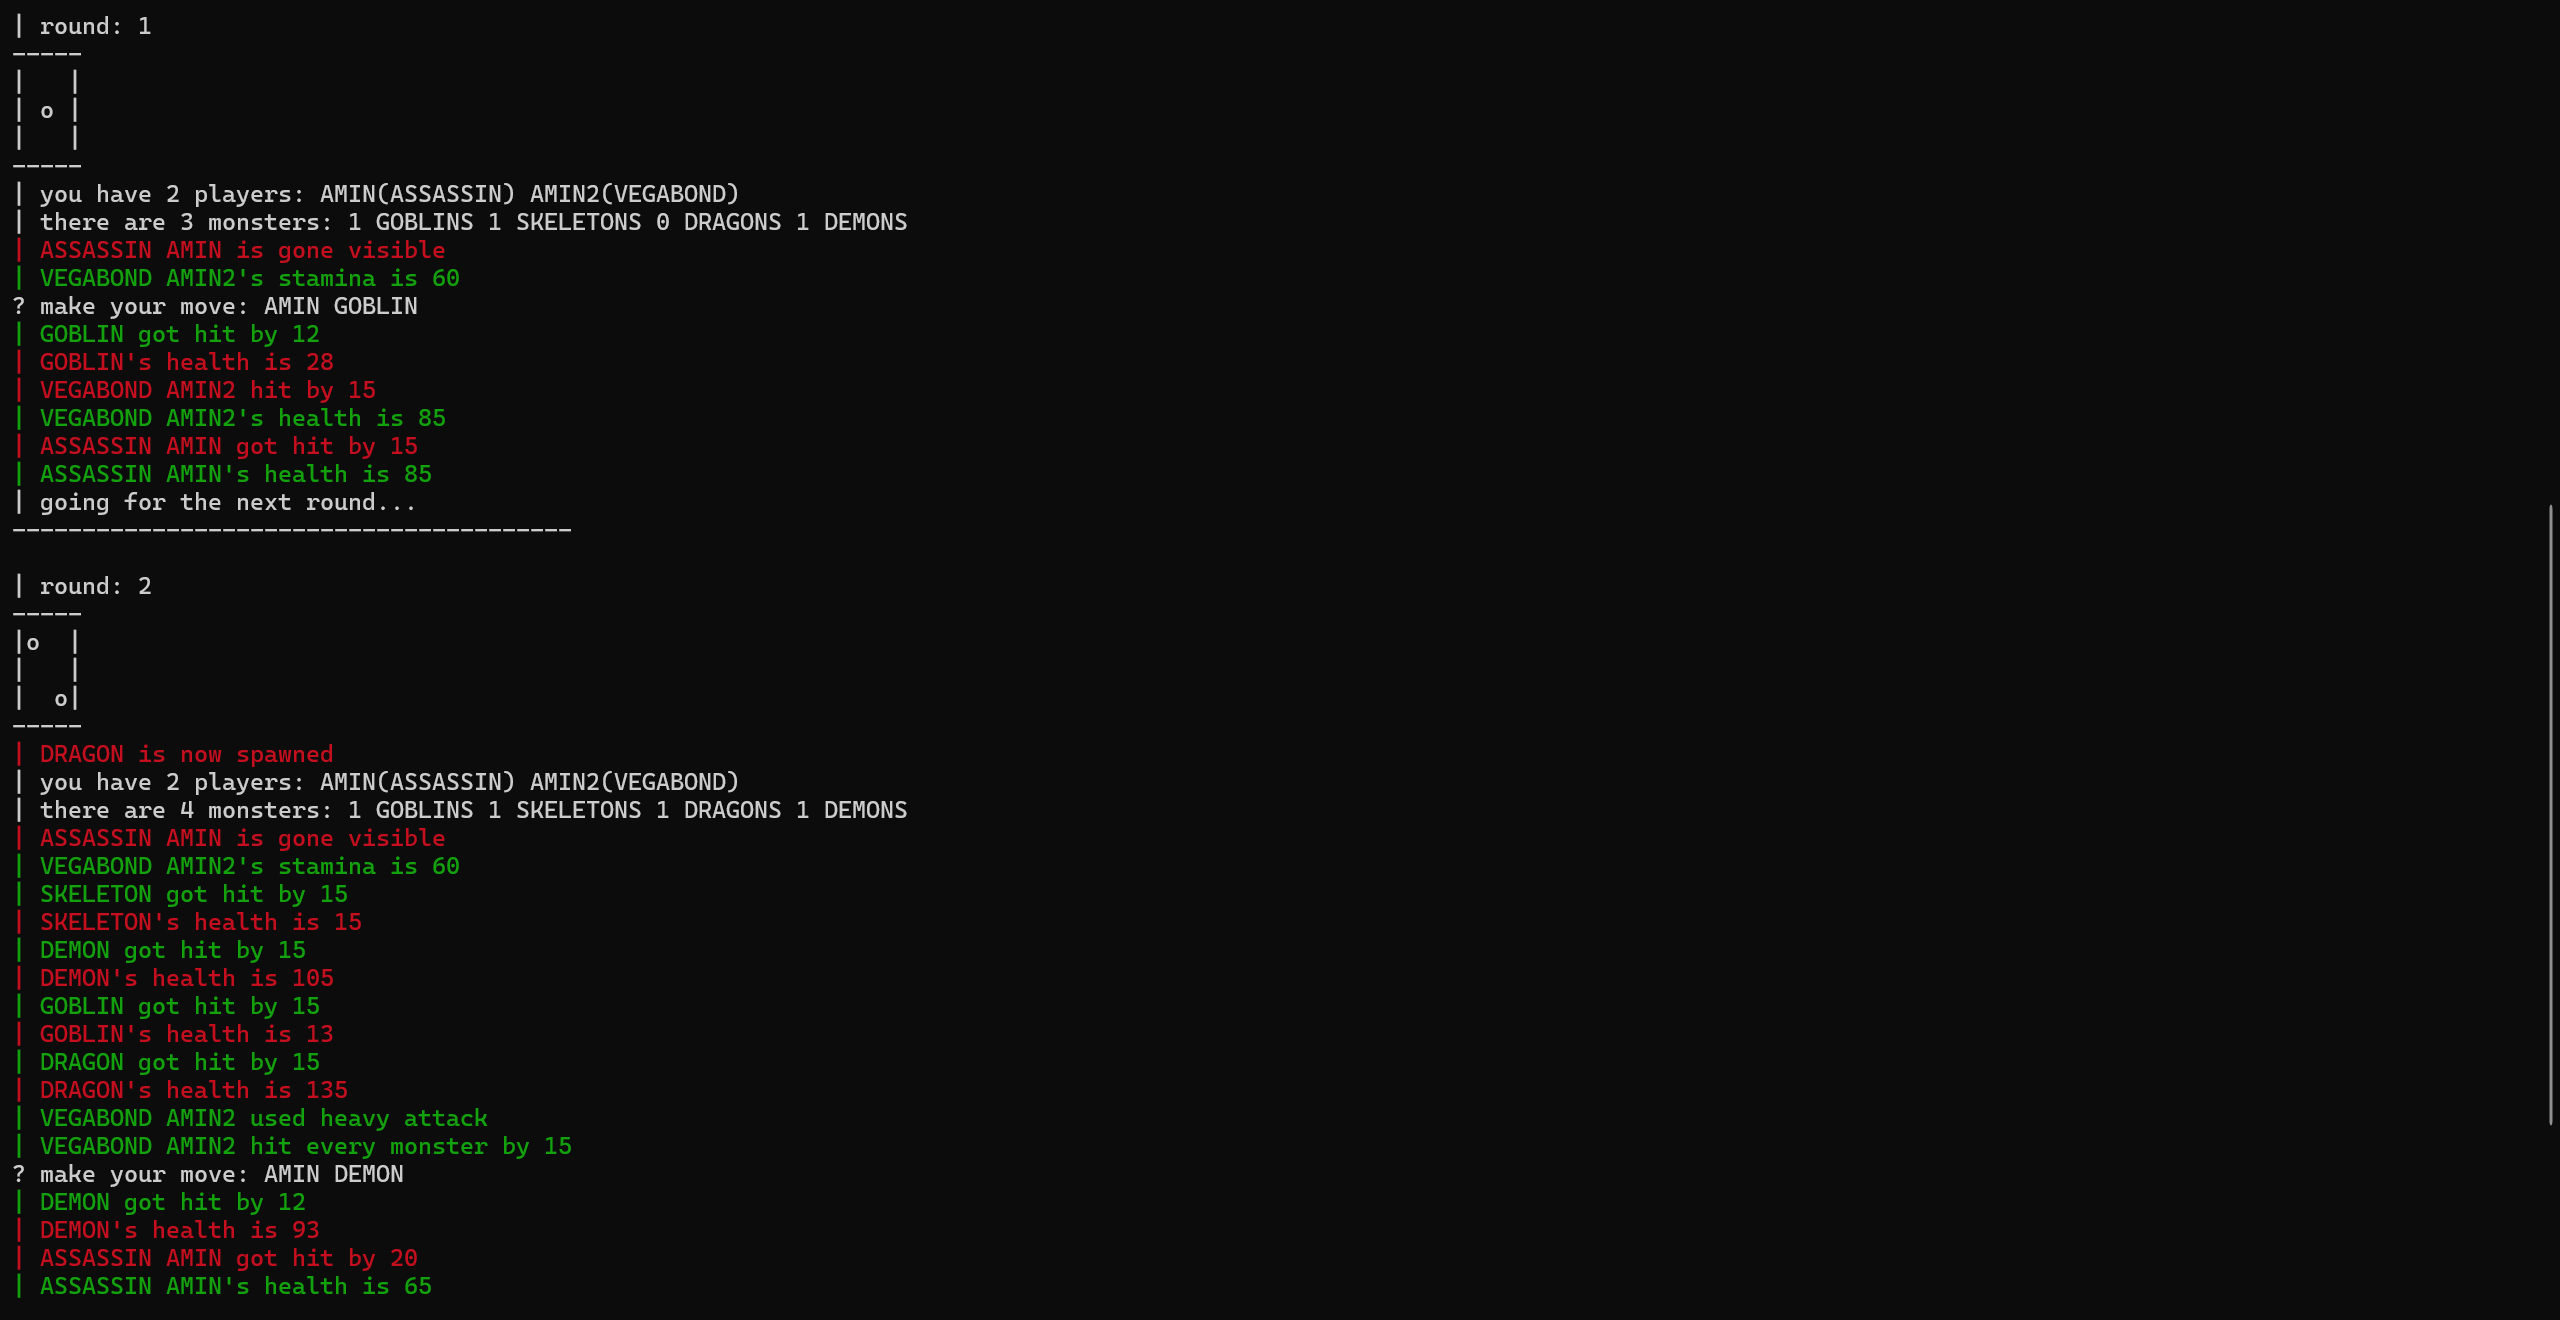 | round: 1
-----
|   |
| o |
|   |
-----
| you have 2 players: AMIN(ASSASSIN) AMIN2(VEGABOND)
| there are 3 monsters: 1 GOBLINS 1 SKELETONS 0 DRAGONS 1 DEMONS
| ASSASSIN AMIN is gone visible
| VEGABOND AMIN2's stamina is 60
? make your move: AMIN GOBLIN
| GOBLIN got hit by 12
| GOBLIN's health is 28
| VEGABOND AMIN2 hit by 15
| VEGABOND AMIN2's health is 85
| ASSASSIN AMIN got hit by 15
| ASSASSIN AMIN's health is 85
| going for the next round...
----------------------------------------
| round: 2
-----
|o  |
|   |
|  o|
-----
| DRAGON is now spawned
| you have 2 players: AMIN(ASSASSIN) AMIN2(VEGABOND)
| there are 4 monsters: 1 GOBLINS 1 SKELETONS 1 DRAGONS 1 DEMONS
| ASSASSIN AMIN is gone visible
| VEGABOND AMIN2's stamina is 60
| SKELETON got hit by 15
| SKELETON's health is 15
| DEMON got hit by 15
| DEMON's health is 105
| GOBLIN got hit by 15
| GOBLIN's health is 13
| DRAGON got hit by 15
| DRAGON's health is 135
| VEGABOND AMIN2 used heavy attack
| VEGABOND AMIN2 hit every monster by 15
? make your move: AMIN DEMON
| DEMON got hit by 12
| DEMON's health is 93
| ASSASSIN AMIN got hit by 20
| ASSASSIN AMIN's health is 65